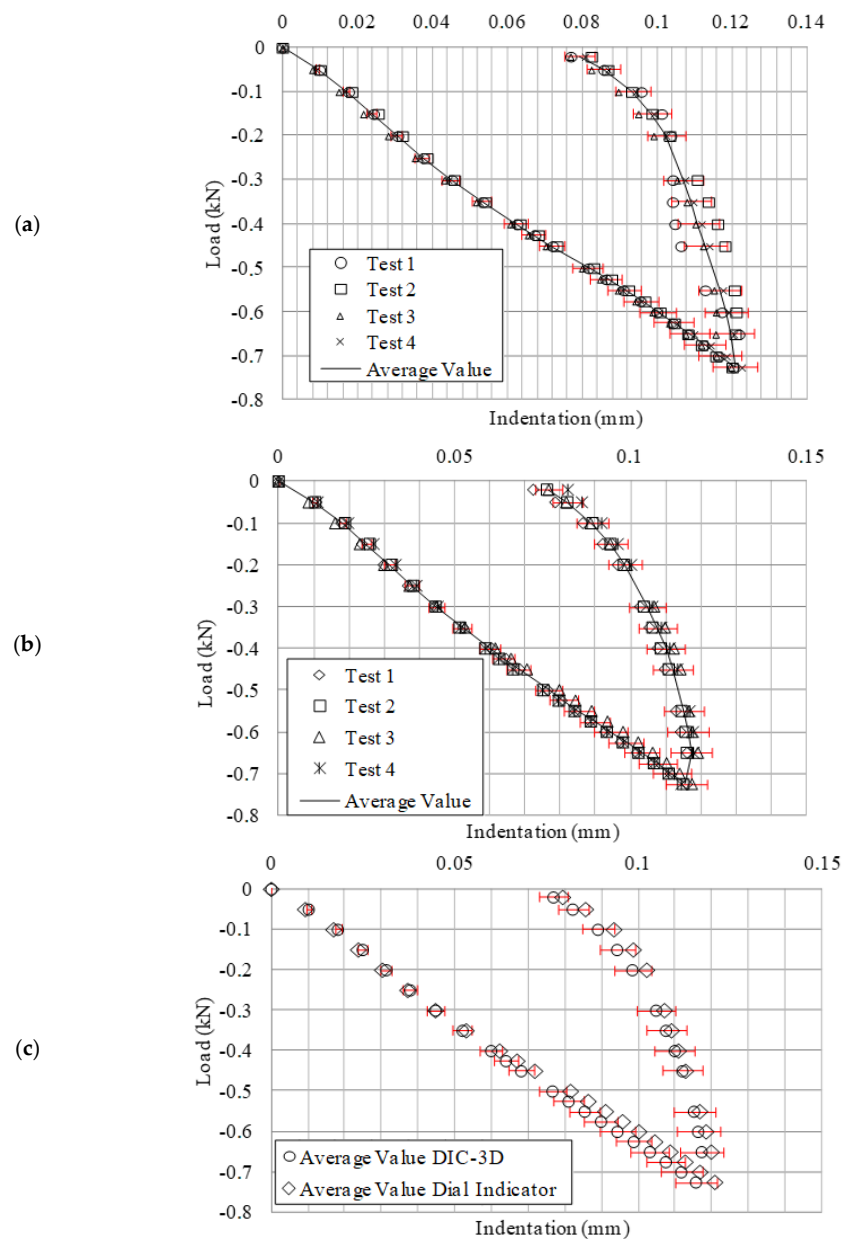 0 0.02 0.04 0.06 0.08 0.1 0.12 0.14
0
-0.1
-0.2
-0.3
-0.4
-0.5
-0.6
-0.7
-0.8
Load (kN)
(a)
Test 1
Test 2
Test 3
Test 4
Average Value
Indentation (mm)
0 0.05 0.1 0.15
0
-0.1
-0.2
-0.3
-0.4
-0.5
-0.6
-0.7
-0.8
Load (kN)
(b)
Test 1
Test 2
Test 3
Test 4
Average Value
Indentation (mm)
0 0.05 0.1 0.15
0
-0.1
-0.2
-0.3
-0.4
-0.5
-0.6
-0.7
-0.8
Load (kN)
(c)
Average Value DIC-3D
Average Value Dial Indicator
Indentation (mm)